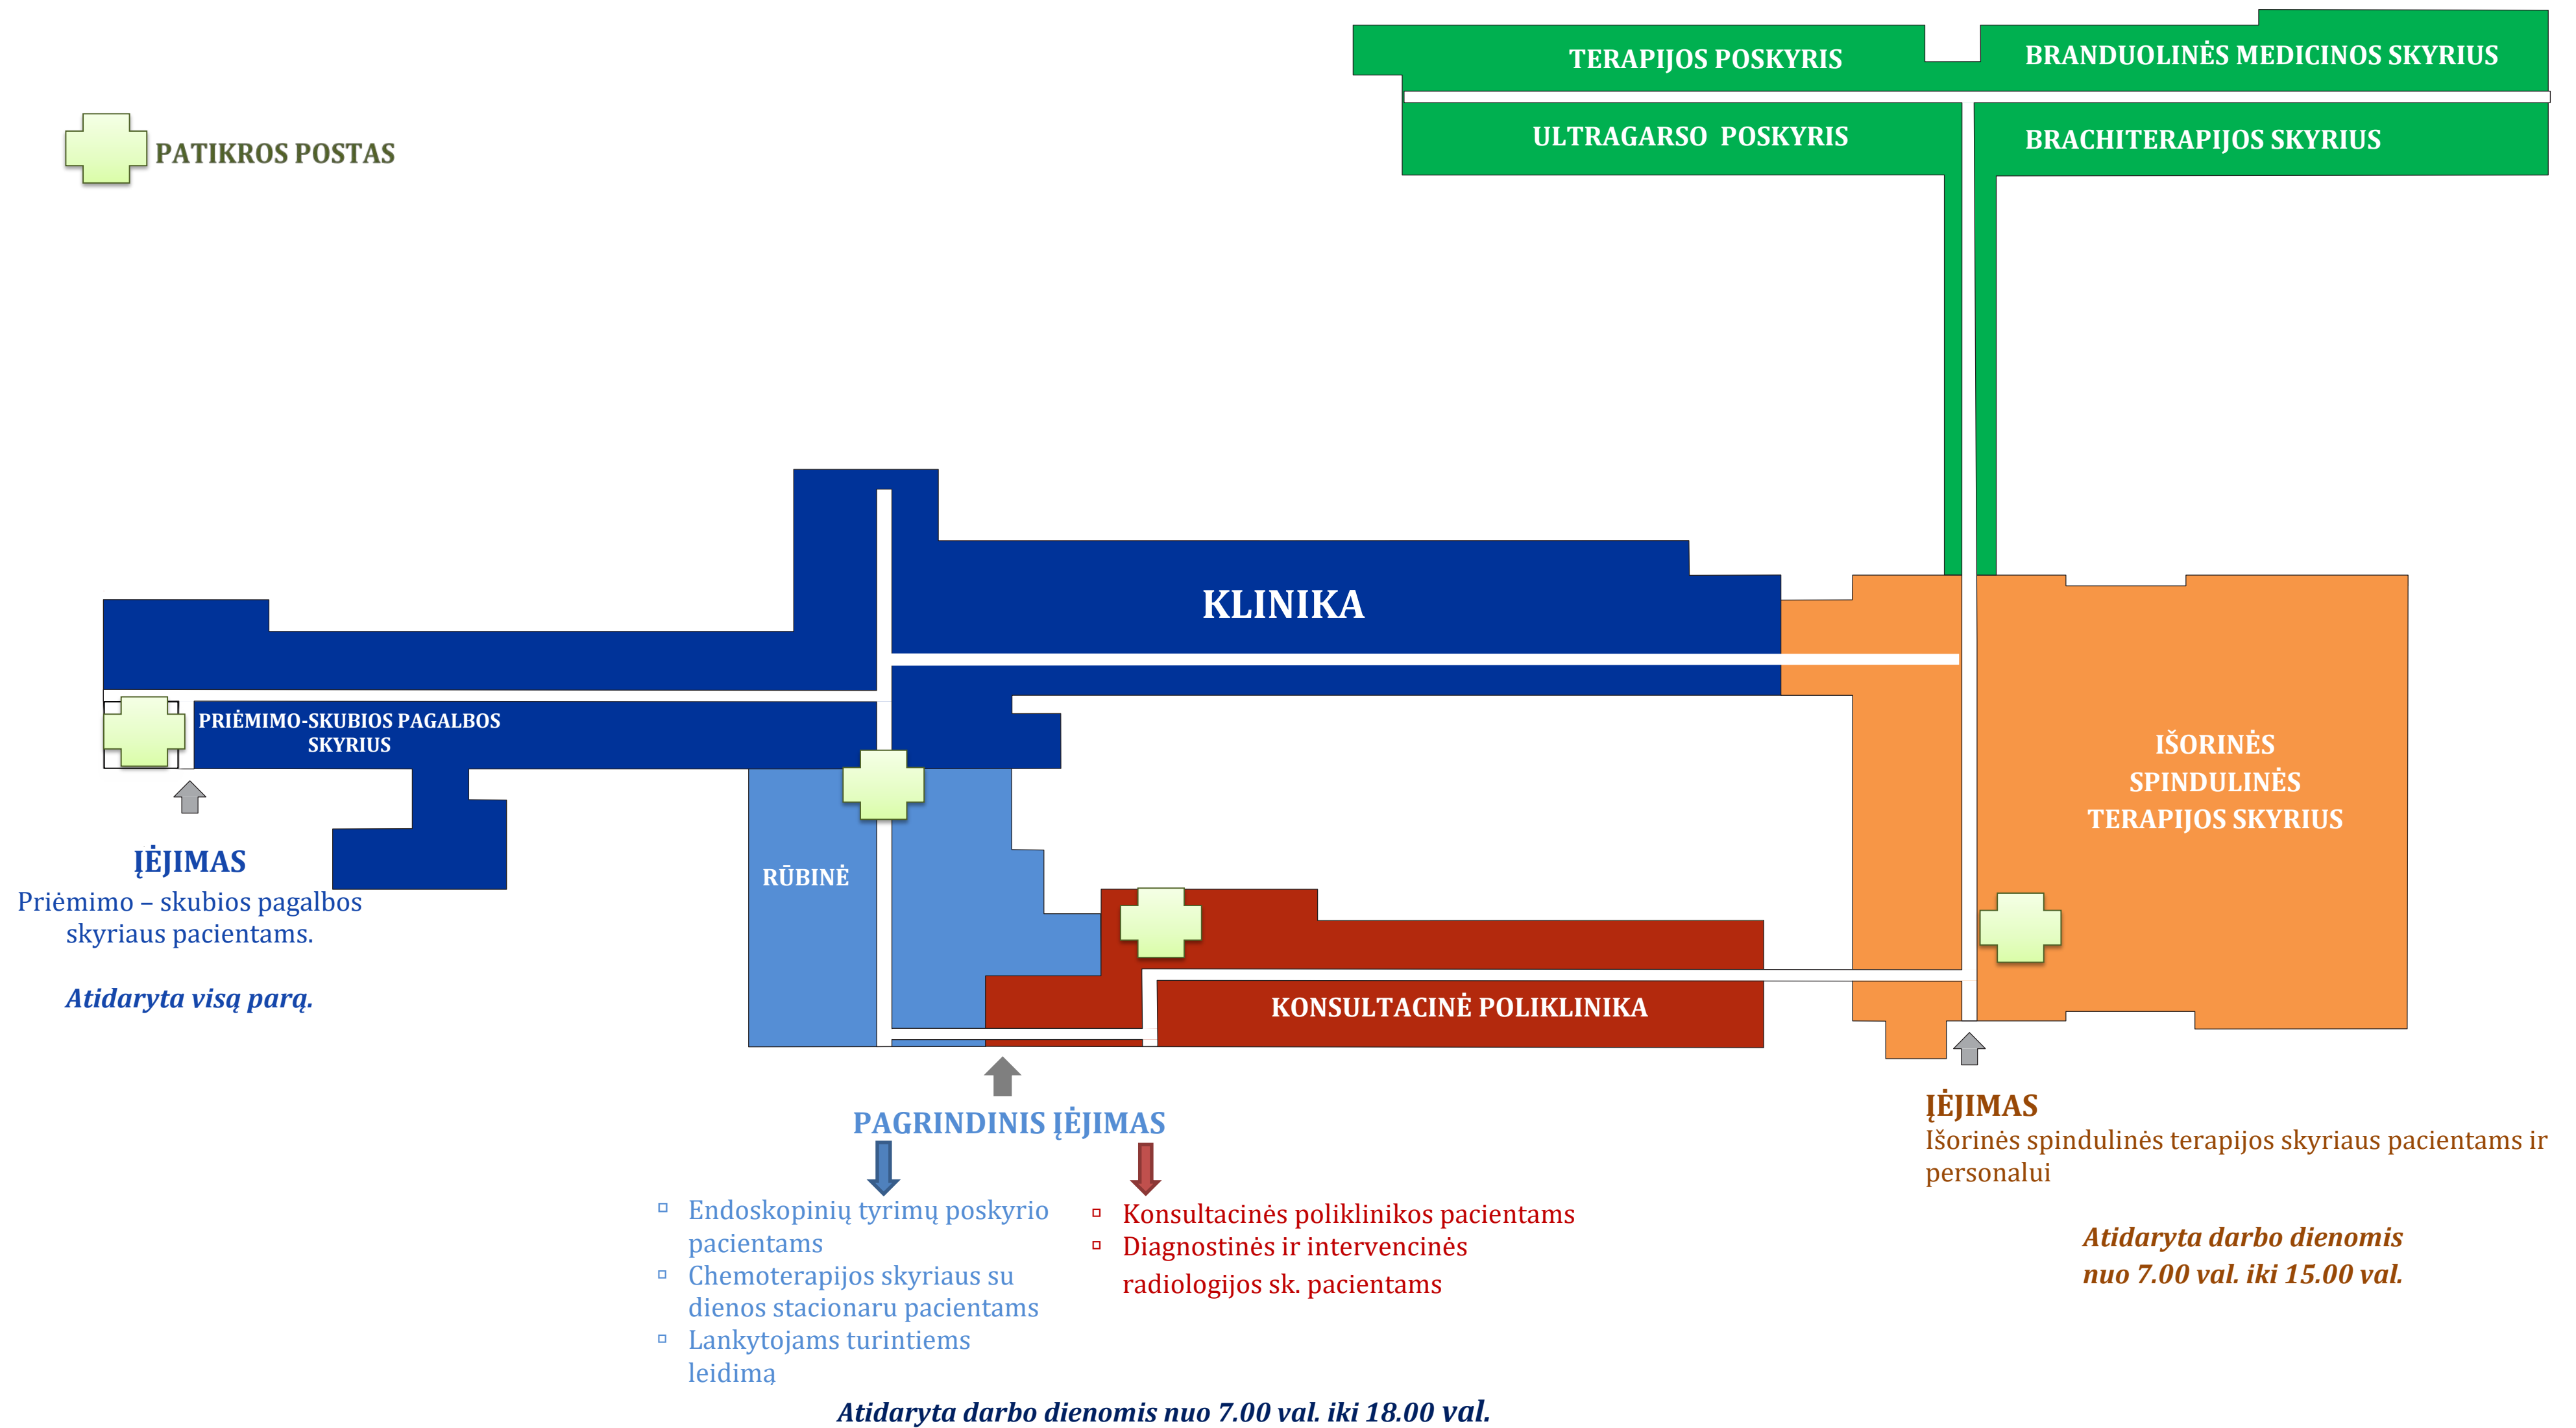 TERAPIJOS POSKYRIS
BRANDUOLINĖS MEDICINOS SKYRIUS
ULTRAGARSO POSKYRIS
BRACHITERAPIJOS SKYRIUS
PATIKROS POSTAS
KLINIKA
PRIĖMIMO-SKUBIOS PAGALBOS
SKYRIUS
IŠORINĖS
SPINDULINĖS
TERAPIJOS SKYRIUS
RŪBINĖ
KONSULTACINĖ POLIKLINIKA
ĮĖJIMAS
Priėmimo – skubios pagalbos
skyriaus pacientams.
Atidaryta visą parą.
PAGRINDINIS ĮĖJIMAS
▫ Endoskopinių tyrimų poskyrio
pacientams
▫ Chemoterapijos skyriaus su
dienos stacionaru pacientams
▫ Lankytojams turintiems
leidimą
▫ Konsultacinės poliklinikos pacientams
▫ Diagnostinės ir intervencinės
radiologijos sk. pacientams
Atidaryta darbo dienomis nuo 7.00 val. iki 18.00 val.
ĮĖJIMAS
Išorinės spindulinės terapijos skyriaus pacientams ir
personalui
Atidaryta darbo dienomis
nuo 7.00 val. iki 15.00 val.